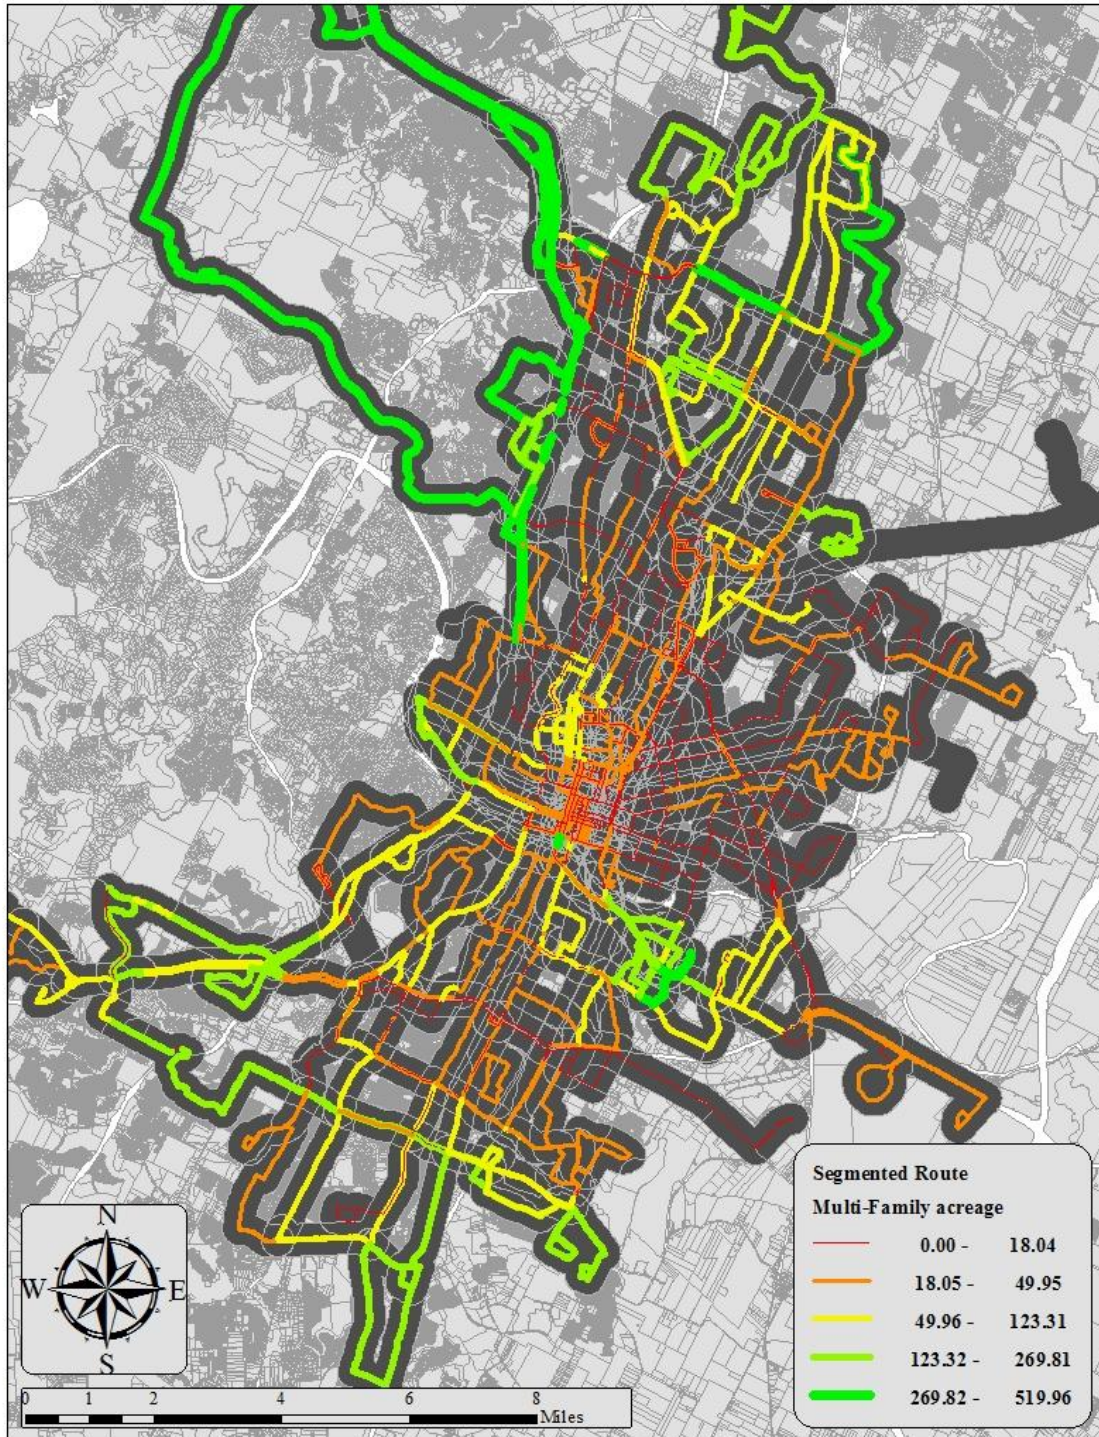 Segmented Route
Multi-Family acreage
0.00 - 18.04
18.05 - 49.95
49.96 - 123.31
123.32 - 269.81
269.82 - 519.96
N
W E
S
0 1 2 4 6 8
Miles